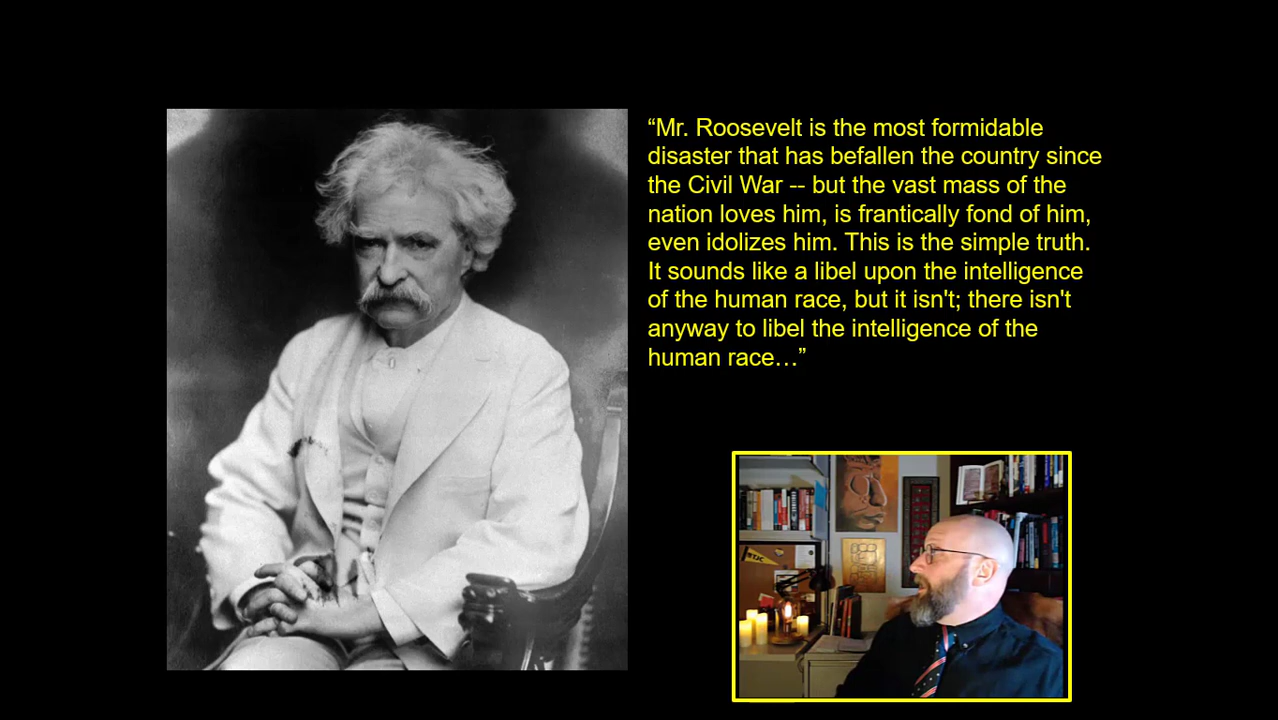 “Mr. Roosevelt is the most formidable
disaster that has befallen the country since
the Civil War -- but the vast mass of the
nation loves him, is frantically fond of him,
even idolizes him. This is the simple truth.
It sounds like a libel upon the intelligence
of the human race, but it isn't; there isn't
anyway to libel the intelligence of the
human race…”